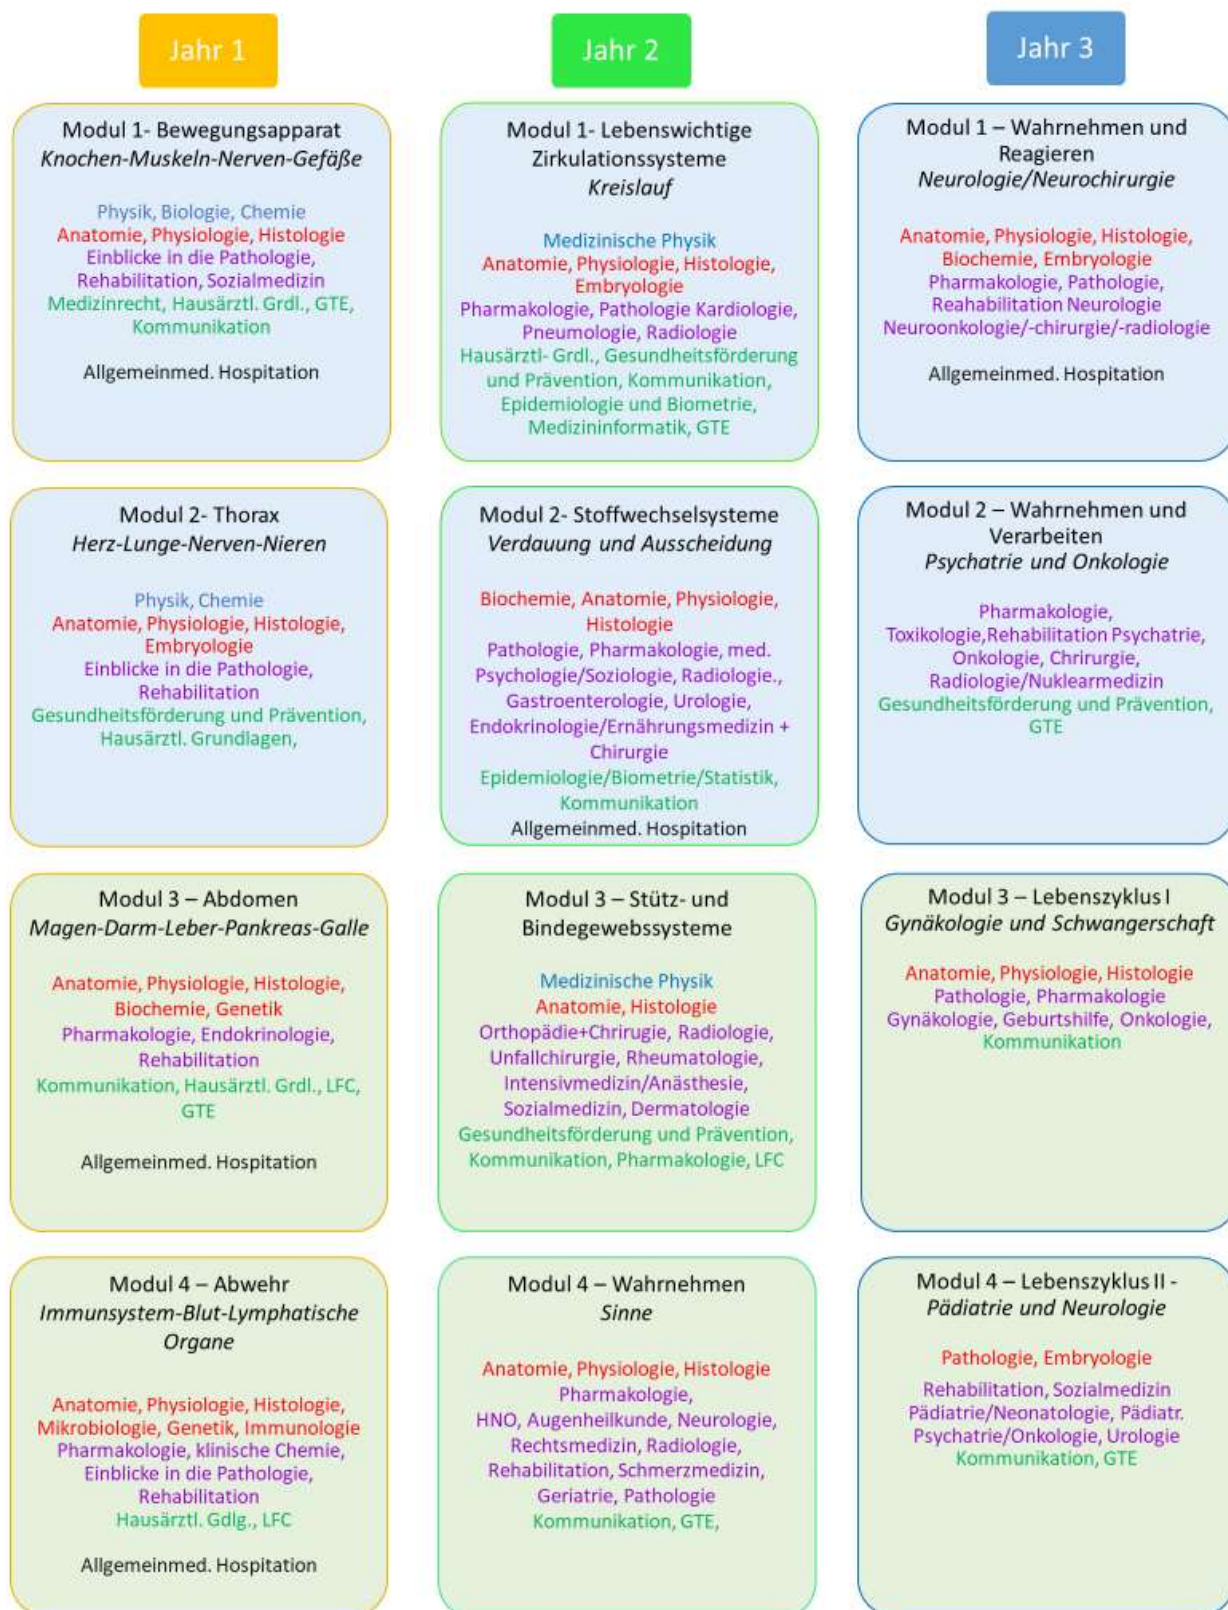 Jahr 1
Modul 1- Bewegungsapparat
Knochen-Muskeln-Nerven-Gefäße
Physik, Biologie, Chemie
Anatomie, Physiologie, Histologie
Einblicke in die Pathologie,
Rehabilitation, Sozialmedizin
Medizinrecht, Hausärztl. Grdl., GTE,
Kommunikation
Allgemeinmed. Hospitation
Modul 2- Thorax
Herz-Lunge-Nerven-Nieren
Physik, Chemie
Anatomie, Physiologie, Histologie,
Embryologie
Einblicke in die Pathologie,
Rehabilitation
Gesundheitsförderung und Prävention,
Hausärztl. Grundlagen,
Modul 3 – Abdomen
Magen-Darm-Leber-Pankreas-Galle
Anatomie, Physiologie, Histologie,
Biochemie, Genetik
Pharmakologie, Endokrinologie,
Rehabilitation
Kommunikation, Hausärztl. Grdl., LFC,
GTE
Allgemeinmed. Hospitation
Modul 4 – Abwehr
Immunsystem-Blut-Lymphatische
Organe
Anatomie, Physiologie, Histologie,
Mikrobiologie, Genetik, Immunologie
Pharmakologie, klinische Chemie,
Einblicke in die Pathologie,
Rehabilitation
Hausärztl. Gdlg., LFC
Allgemeinmed. Hospitation
Jahr 2
Modul 1- Lebenswichtige
Zirkulationssysteme
Kreislauf
Medizinische Physik
Anatomie, Physiologie, Histologie,
Embryologie
Pharmakologie, Pathologie Kardiologie,
Pneumologie, Radiologie
Hausärztl- Grdl., Gesundheitsförderung
und Prävention, Kommunikation,
Epidemiologie und Biometrie,
Medizininformatik, GTE
Modul 2- Stoffwechselsysteme
Verdauung und Ausscheidung
Biochemie, Anatomie, Physiologie,
Histologie
Pathologie, Pharmakologie, med.
Psychologie/Soziologie, Radiologie.,
Gastroenterologie, Urologie,
Endokrinologie/Ernährungsmedizin +
Chirurgie
Epidemiologie/Biometrie/Statistik,
Kommunikation
Allgemeinmed. Hospitation
Modul 3 – Stütz- und
Bindegewebssysteme
Medizinische Physik
Anatomie, Histologie
Orthopädie+Chrirugie, Radiologie,
Unfallchirurgie, Rheumatologie,
Intensivmedizin/Anästhesie,
Sozialmedizin, Dermatologie
Gesundheitsförderung und Prävention,
Kommunikation, Pharmakologie, LFC
Modul 4 – Wahrnehmen
Sinne
Anatomie, Physiologie, Histologie
Pharmakologie,
HNO, Augenheilkunde, Neurologie,
Rechtsmedizin, Radiologie,
Rehabilitation, Schmerzmedizin,
Geriatrie, Pathologie
Kommunikation, GTE,
Jahr 3
Modul 1 – Wahrnehmen und
Reagieren
Neurologie/Neurochirurgie
Anatomie, Physiologie, Histologie,
Biochemie, Embryologie
Pharmakologie, Pathologie,
Reahabilitation Neurologie
Neuroonkologie/-chirurgie/-radiologie
Allgemeinmed. Hospitation
Modul 2 – Wahrnehmen und
Verarbeiten
Psychatrie und Onkologie
Pharmakologie,
Toxikologie,Rehabilitation Psychatrie,
Onkologie, Chrirurgie,
Radiologie/Nuklearmedizin
Gesundheitsförderung und Prävention,
GTE
Modul 3 – Lebenszyklus I
Gynäkologie und Schwangerschaft
Anatomie, Physiologie, Histologie
Pathologie, Pharmakologie
Gynäkologie, Geburtshilfe, Onkologie,
Kommunikation
Modul 4 – Lebenszyklus II -
Pädiatrie und Neurologie
Pathologie, Embryologie
Rehabilitation, Sozialmedizin
Pädiatrie/Neonatologie, Pädiatr.
Psychatrie/Onkologie, Urologie
Kommunikation, GTE